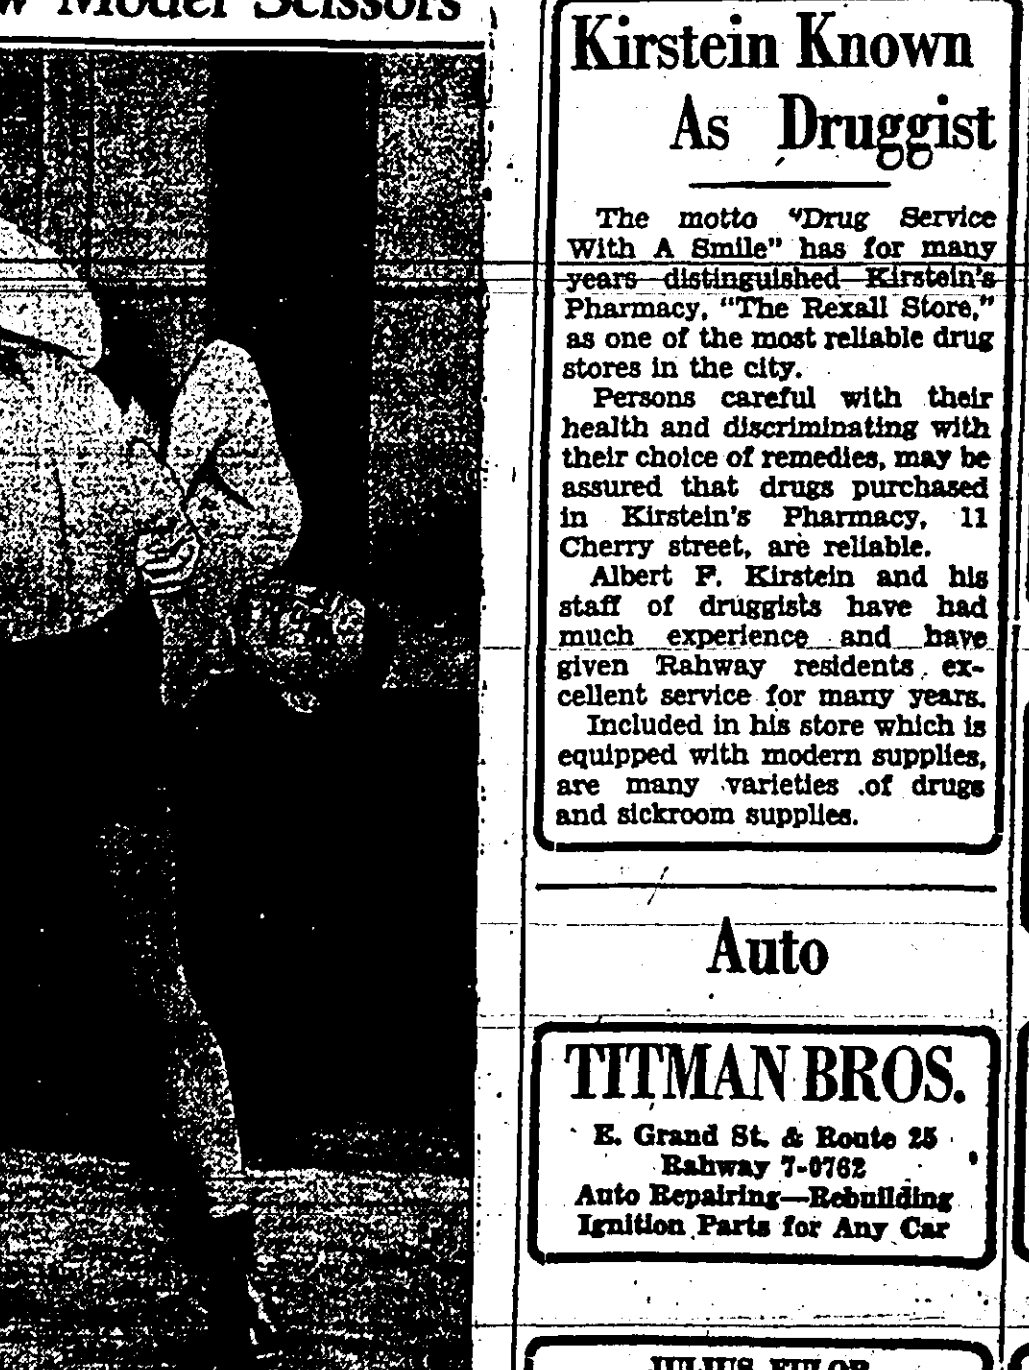 Model Scissors
Kirstein Known
As Druggist
The motto "Drug Service
With A Smile" has for many
years distinguished Kirstein's
Pharmacy, "The Rexall Store,"
as one of the most reliable drug
stores in the city.
Persons careful with their
health and discriminating with
their choice of remedies, may be
assured that drugs purchased
in Kirstein's Pharmacy, 11
Cherry street, are reliable.
Albert F. Kirstein and his
staff of druggists have had
much experience and have
given Rahway residents ex-
cellent service for many years.
Included in his store which is
equipped with modern supplies,
are many varieties of drugs
and sickroom supplies.
Auto
TITMAN BROS.
E. Grand St. & Route 25
Rahway 7-0762
Auto Repairing—Rebuilding
Ignition Parts for Any Car
JULIUS